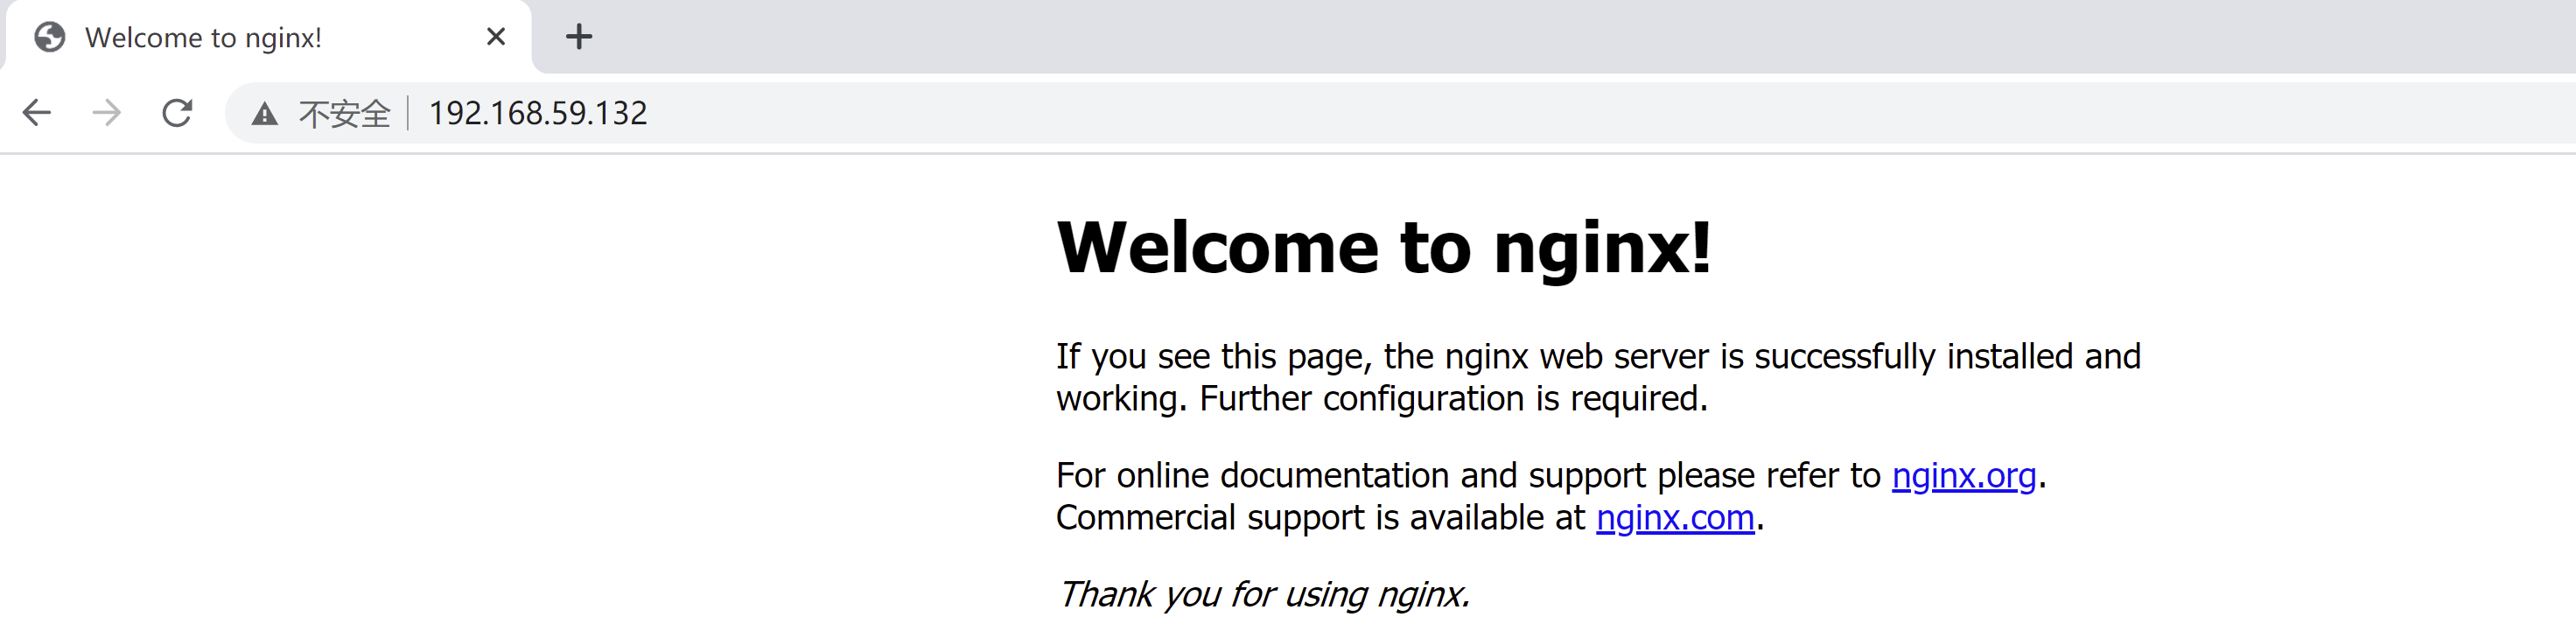 Welcome to nginx!
不安全 192.168.59.132
Welcome to nginx!
If you see this page, the nginx web server is successfully installed and
working. Further configuration is required.
For online documentation and support please refer to nginx.org.
Commercial support is available at nginx.com.
Thank you for using nginx.